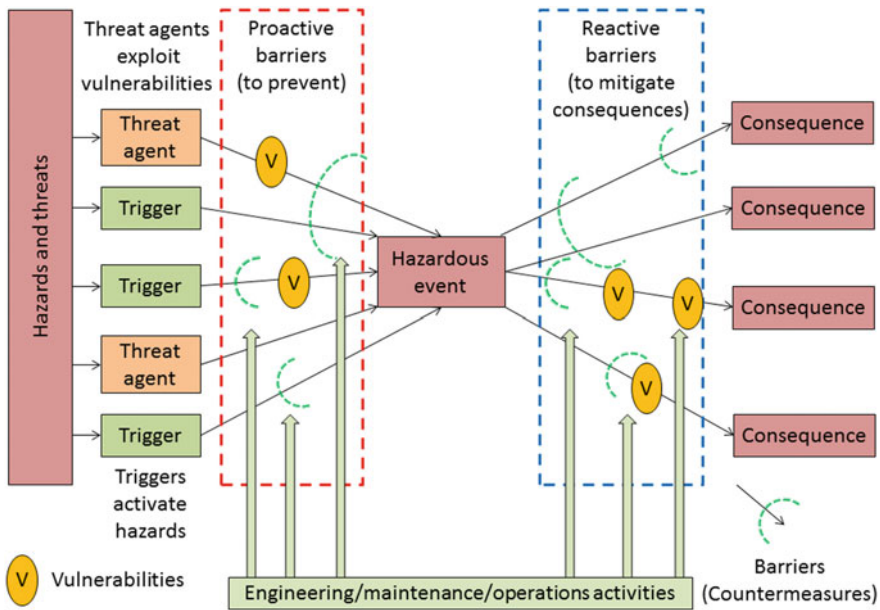 Threat agents
exploit
vulnerabilities
Proactive
barriers
(to prevent)
Reactive
barriers
(to mitigate
consequences)
Hazards and threats
Threat
agent
Trigger
Trigger
Threat
agent
Trigger
Triggers
activate
hazards
V
V
Hazardous
event
V
V
V
Consequence
Consequence
Consequence
Consequence
V
Vulnerabilities
Engineering/maintenance/operations activities
Barriers
(Countermeasures)